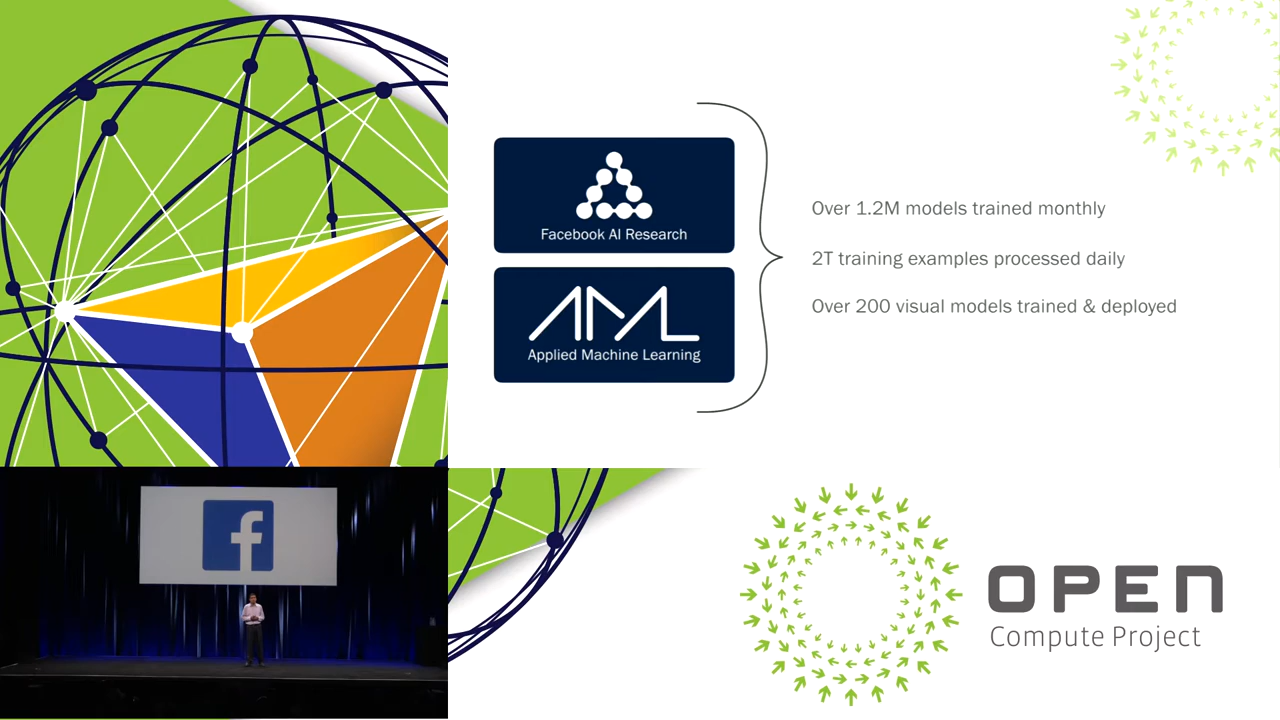 Facebook AI Research
AML
Applied Machine Learning
Over 1.2M models trained monthly
2T training examples processed daily
Over 200 visual models trained & deployed
f
OPEN
Compute Project